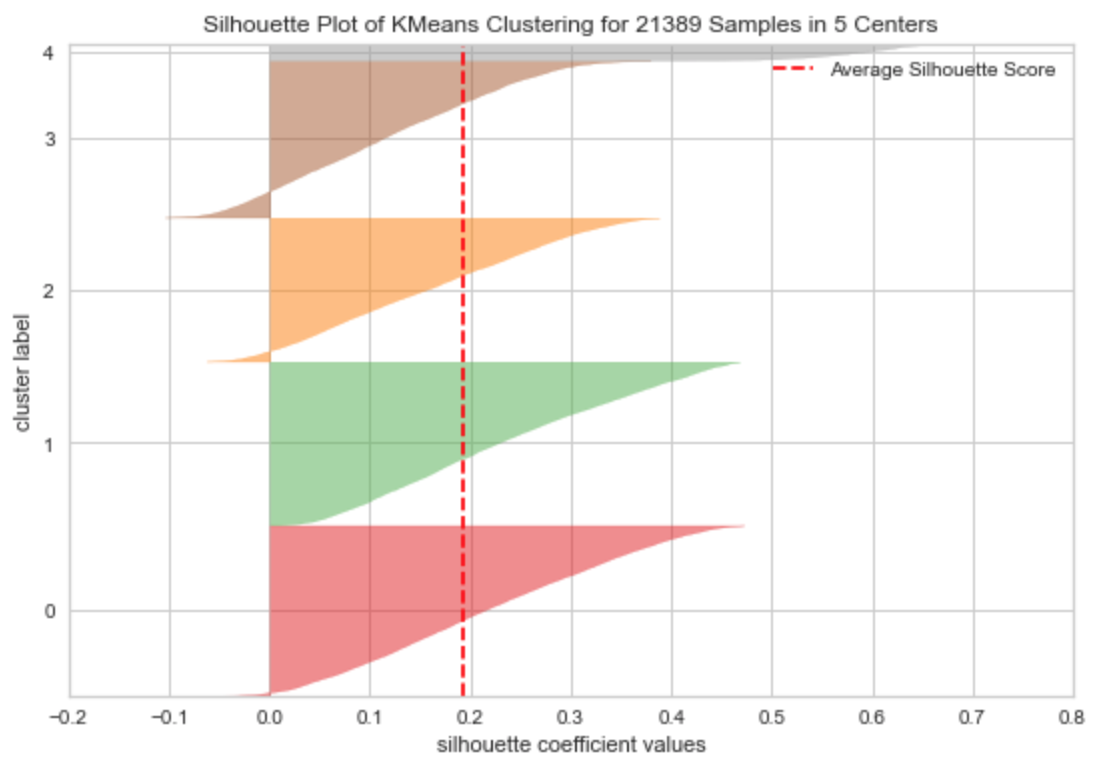 Silhouette Plot of KMeans Clustering for 21389 Samples in 5 Centers
4
Average Silhouette Score
3
2
cluster label
1
0
−0.2 −0.1 0.0 0.1 0.2 0.3 0.4 0.5 0.6 0.7 0.8
silhouette coefficient values